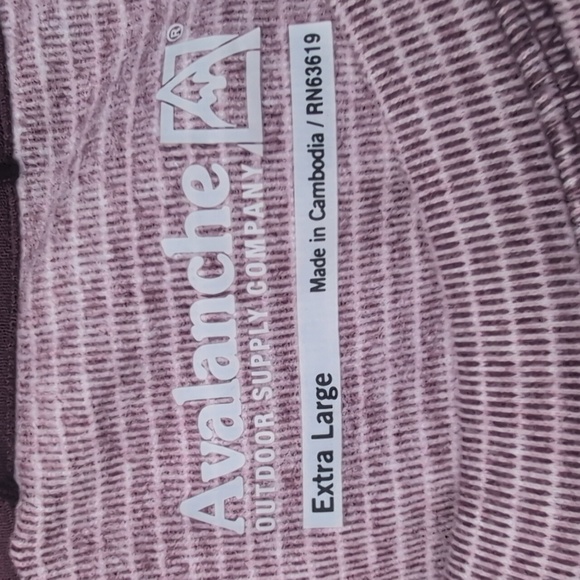 Avalanche ®
OUTDOOR SUPPLY COMPANY
Extra Large Made in Cambodia / RN63619